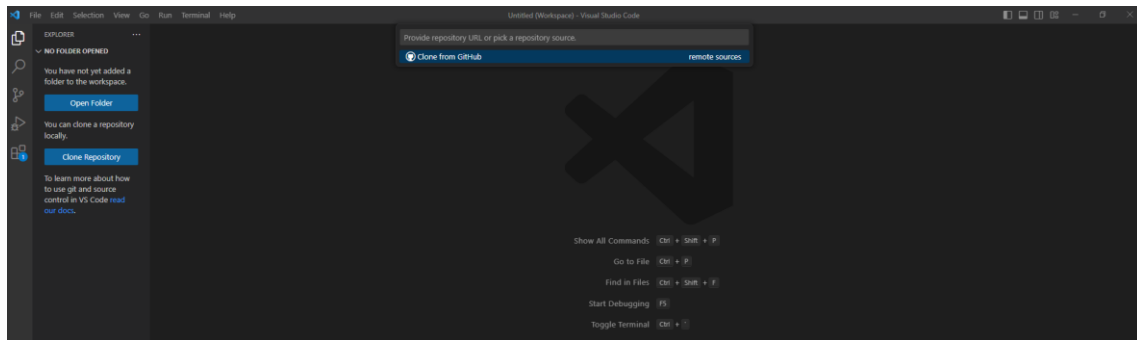 File Edit Selection View Go Run Terminal Help
Untitled (Workspace) - Visual Studio Code
EXPLORER ...
NO FOLDER OPENED
You have not yet added a
folder to the workspace.
Open Folder
You can clone a repository
locally.
Clone Repository
To learn more about how
to use git and source
control in VS Code read
our docs.
1
Provide repository URL or pick a repository source.
Clone from GitHub remote sources
Show All Commands Ctrl + Shift + P
Go to File Ctrl + P
Find in Files Ctrl + Shift + F
Start Debugging F5
Toggle Terminal Ctrl + `